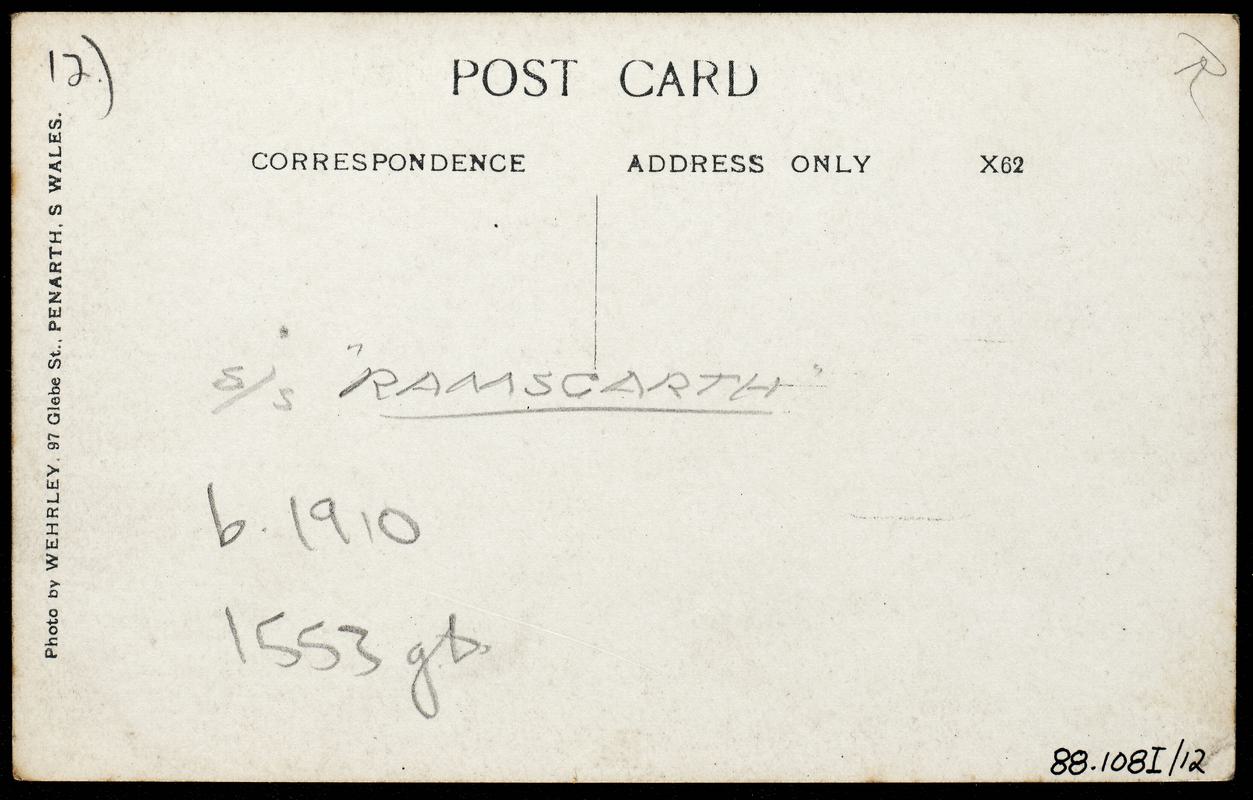 12.)
R
POST CARD
CORRESPONDENCE ADDRESS ONLY X62
Photo by WEHRLEY, 97 Glebe St., PENARTH, S WALES.
s/s "RAMSGARTH"
b. 1910
1553 g.t.
88.108I/12